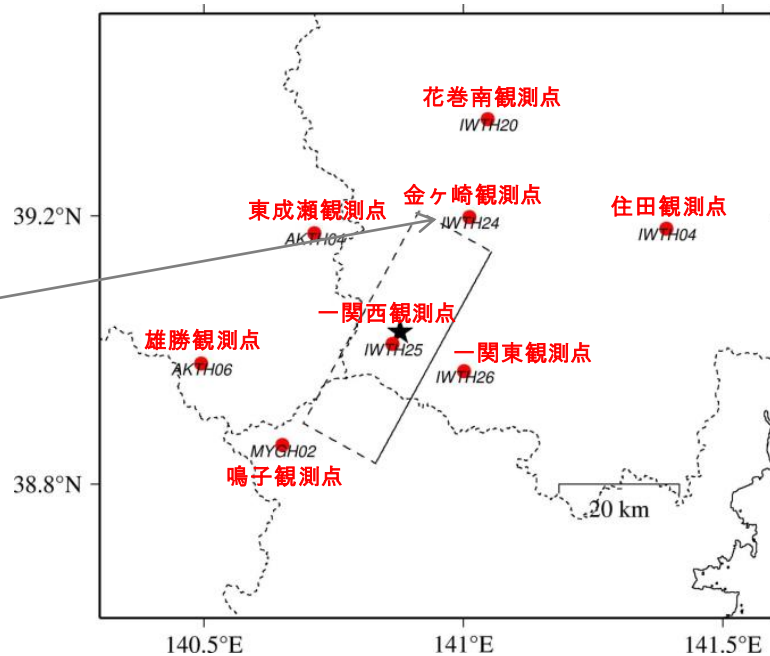 花巻南観測点
IWTH20
金ヶ崎観測点
39.2°N
東成瀬観測点
住田観測点
IWTH24
AKTH04
IWTH04
一関西観測点
雄勝観測点
IWTH25
一関東観測点
AKTH06
IWTH26
MYGH02
鳴子観測点
38.8°N
20 km
140.5°E
141°E
141.5°E